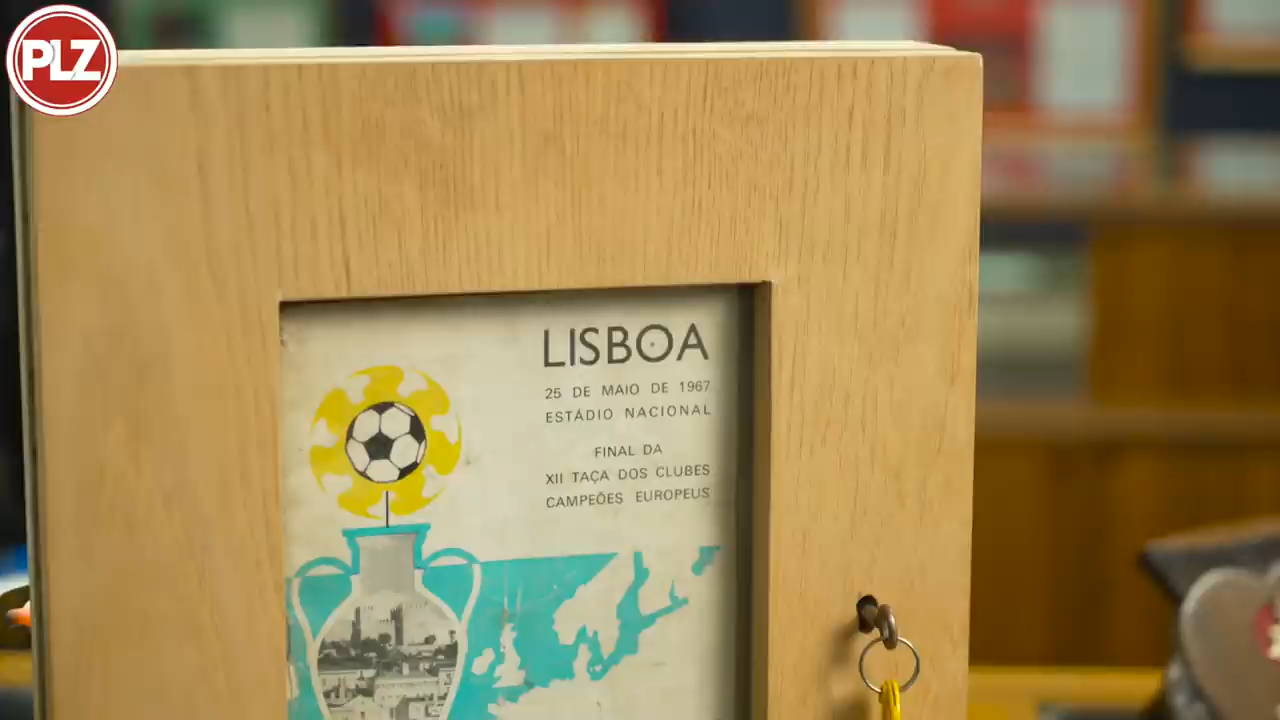 PLZ
LISBOA
25 DE MAIO DE 1967
ESTÁDIO NACIONAL
FINAL DA
XII TAÇA DOS CLUBES
CAMPEÕES EUROPEUS